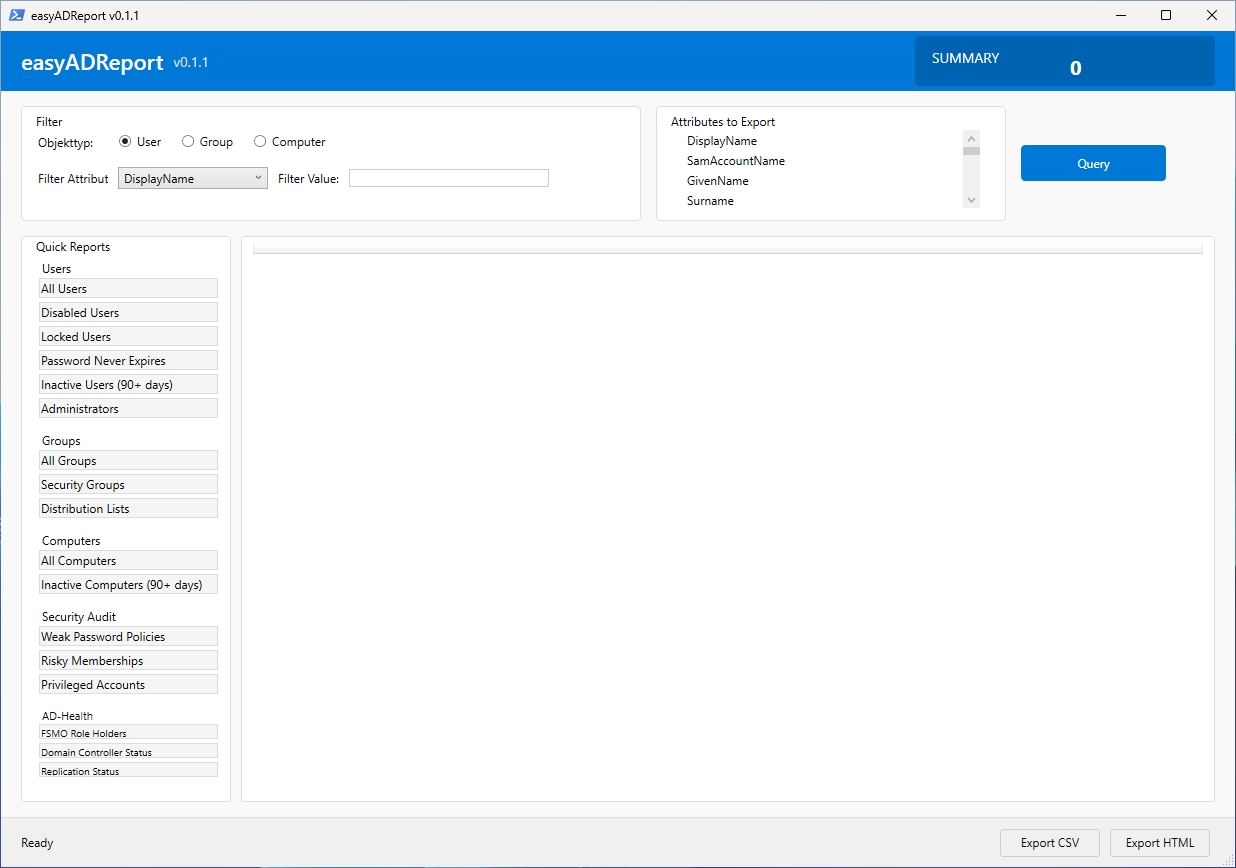 easyADReport v0.1.1
easyADReport v0.1.1
SUMMARY
0
Filter
Objekttyp: User Group Computer
Filter Attribut DisplayName Filter Value:
Attributes to Export
DisplayName
SamAccountName
GivenName
Surname
Query
Quick Reports
Users
All Users
Disabled Users
Locked Users
Password Never Expires
Inactive Users (90+ days)
Administrators
Groups
All Groups
Security Groups
Distribution Lists
Computers
All Computers
Inactive Computers (90+ days)
Security Audit
Weak Password Policies
Risky Memberships
Privileged Accounts
AD-Health
FSMO Role Holders
Domain Controller Status
Replication Status
Ready
Export CSV
Export HTML